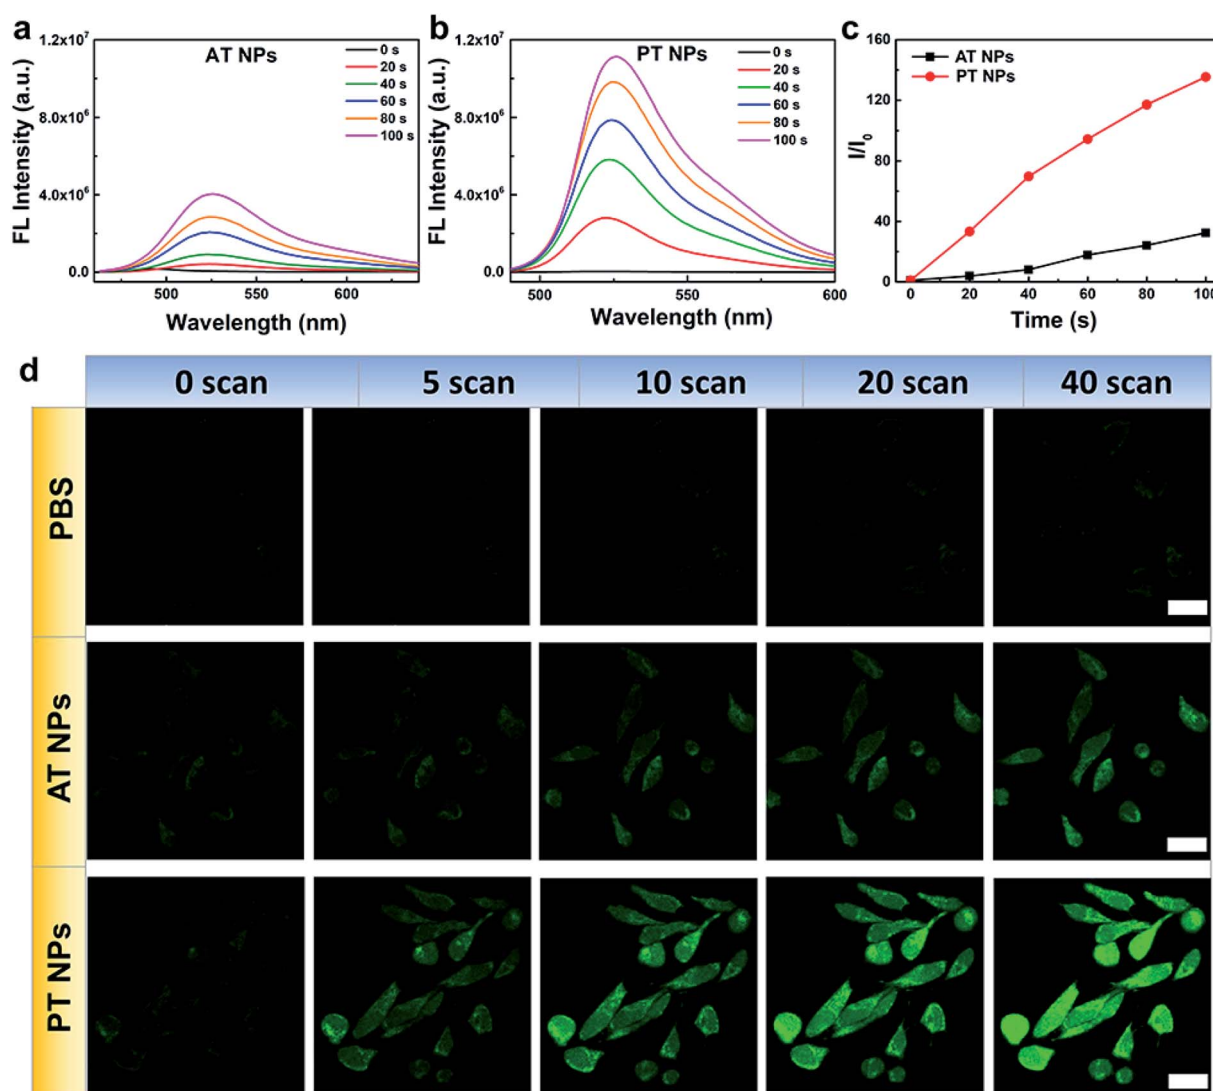 a
AT NPs
1.2x10⁷
8.0x10⁶
4.0x10⁶
0.0
FL Intensity (a.u.)
0 s
20 s
40 s
60 s
80 s
100 s
500 550 600
Wavelength (nm)
b
PT NPs
1.2x10⁷
8.0x10⁶
4.0x10⁶
0.0
FL Intensity (a.u.)
0 s
20 s
40 s
60 s
80 s
100 s
500 550 600
Wavelength (nm)
c
160
120
80
40
0
I/I₀
AT NPs
PT NPs
0 20 40 60 80 100
Time (s)
d
0 scan 5 scan 10 scan 20 scan 40 scan
PBS
AT NPs
PT NPs